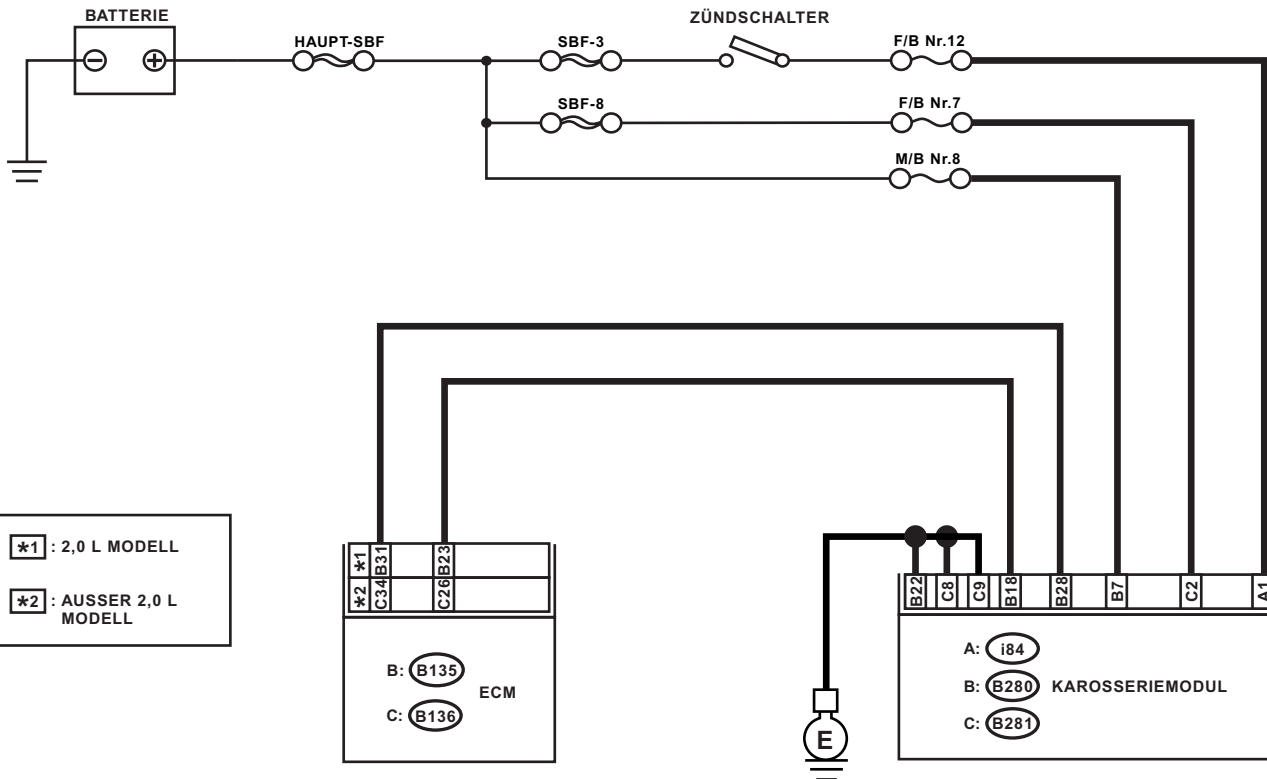 BATTERIE
ZÜNDSCHALTER
HAUPT-SBF
SBF-3
F/B Nr.12
SBF-8
F/B Nr.7
M/B Nr.8
*1 : 2,0 L MODELL
*2 : AUSSER 2,0 L
MODELL
*1 B31 B23
*2 C34 C26
B: B135
ECM
C: B136
B22 C8 C9 B18 B28 B7 C2 A1
A: i84
B: B280 KAROSSERIEMODUL
C: B281
E